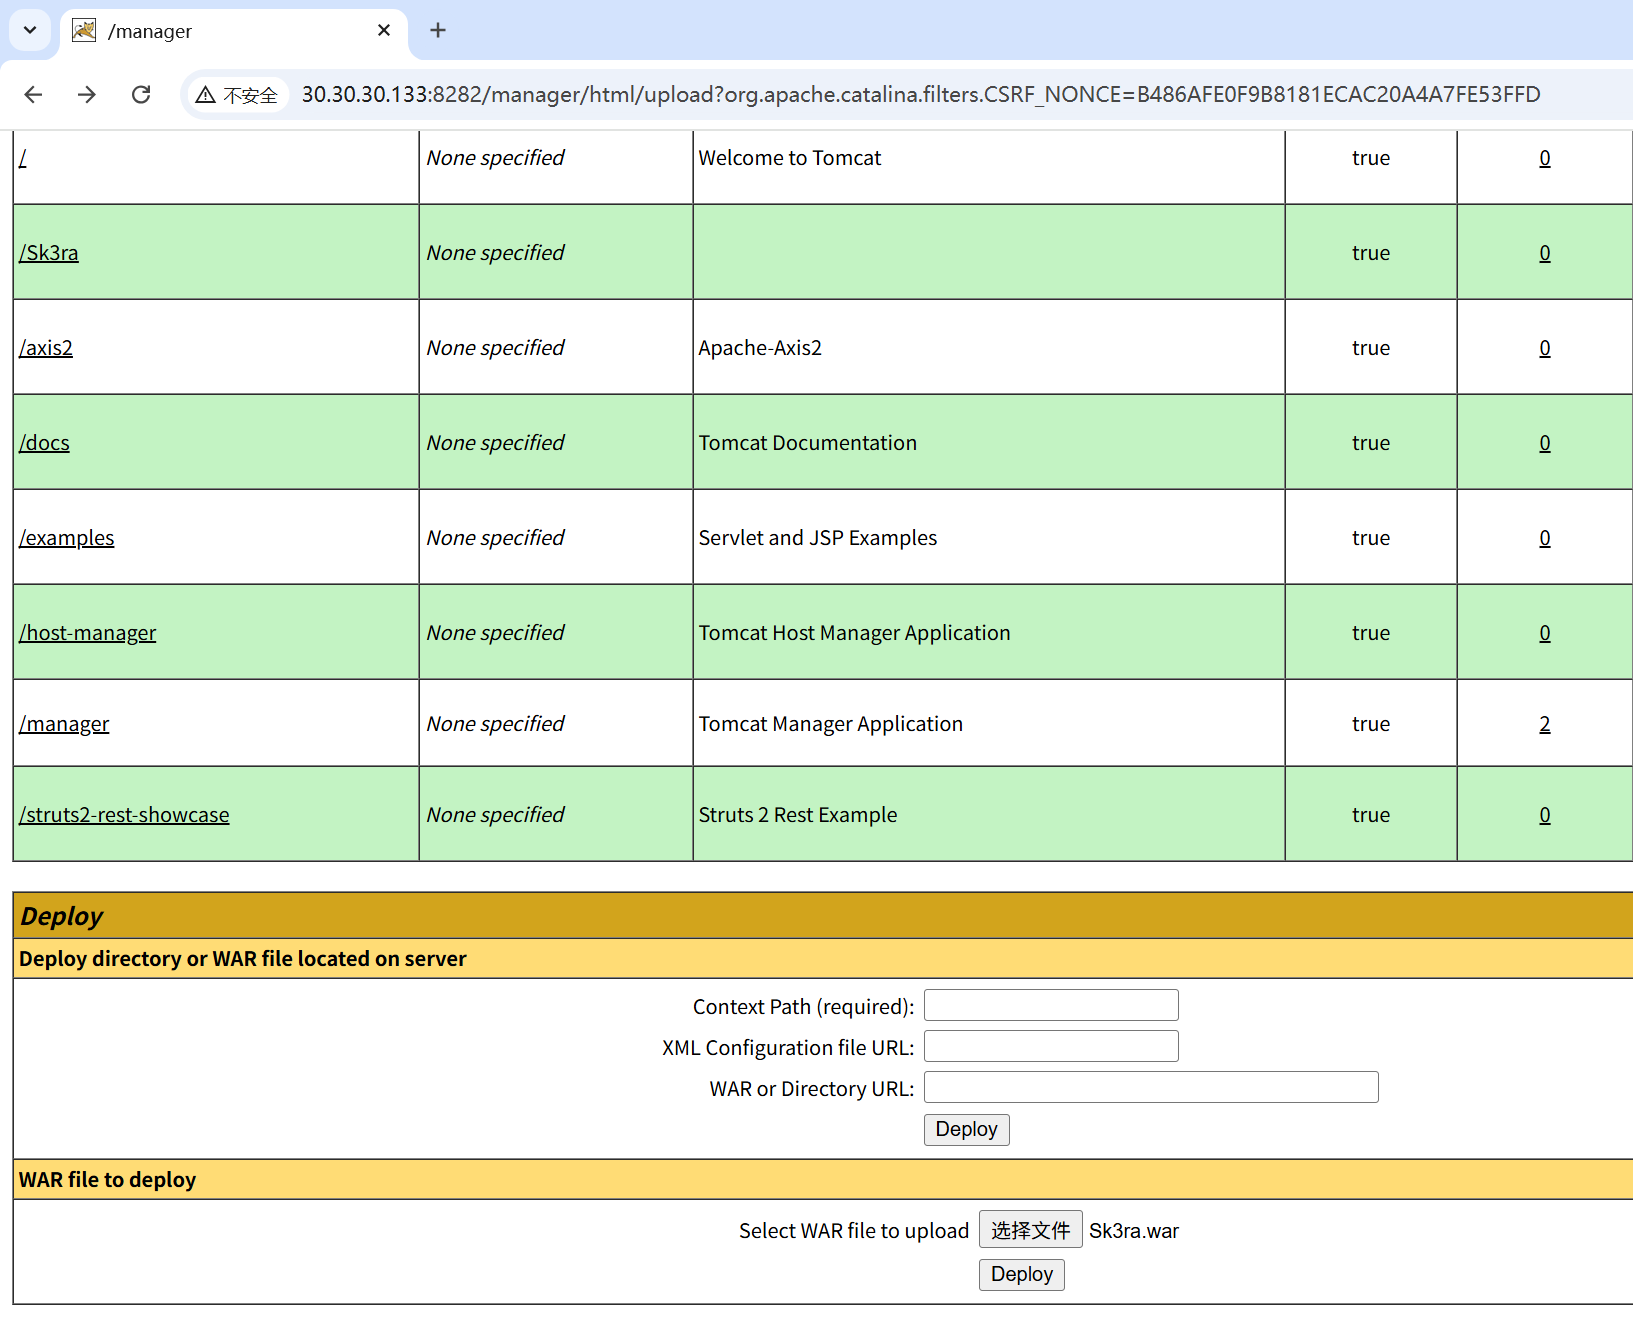 /manager
不安全 30.30.30.133:8282/manager/html/upload?org.apache.catalina.filters.CSRF_NONCE=B486AFE0F9B8181ECAC20A4A7FE53FFD
/ None specified Welcome to Tomcat true 0
/Sk3ra None specified true 0
/axis2 None specified Apache-Axis2 true 0
/docs None specified Tomcat Documentation true 0
/examples None specified Servlet and JSP Examples true 0
/host-manager None specified Tomcat Host Manager Application true 0
/manager None specified Tomcat Manager Application true 2
/struts2-rest-showcase None specified Struts 2 Rest Example true 0
Deploy
Deploy directory or WAR file located on server
Context Path (required):
XML Configuration file URL:
WAR or Directory URL:
Deploy
WAR file to deploy
Select WAR file to upload 选择文件 Sk3ra.war
Deploy